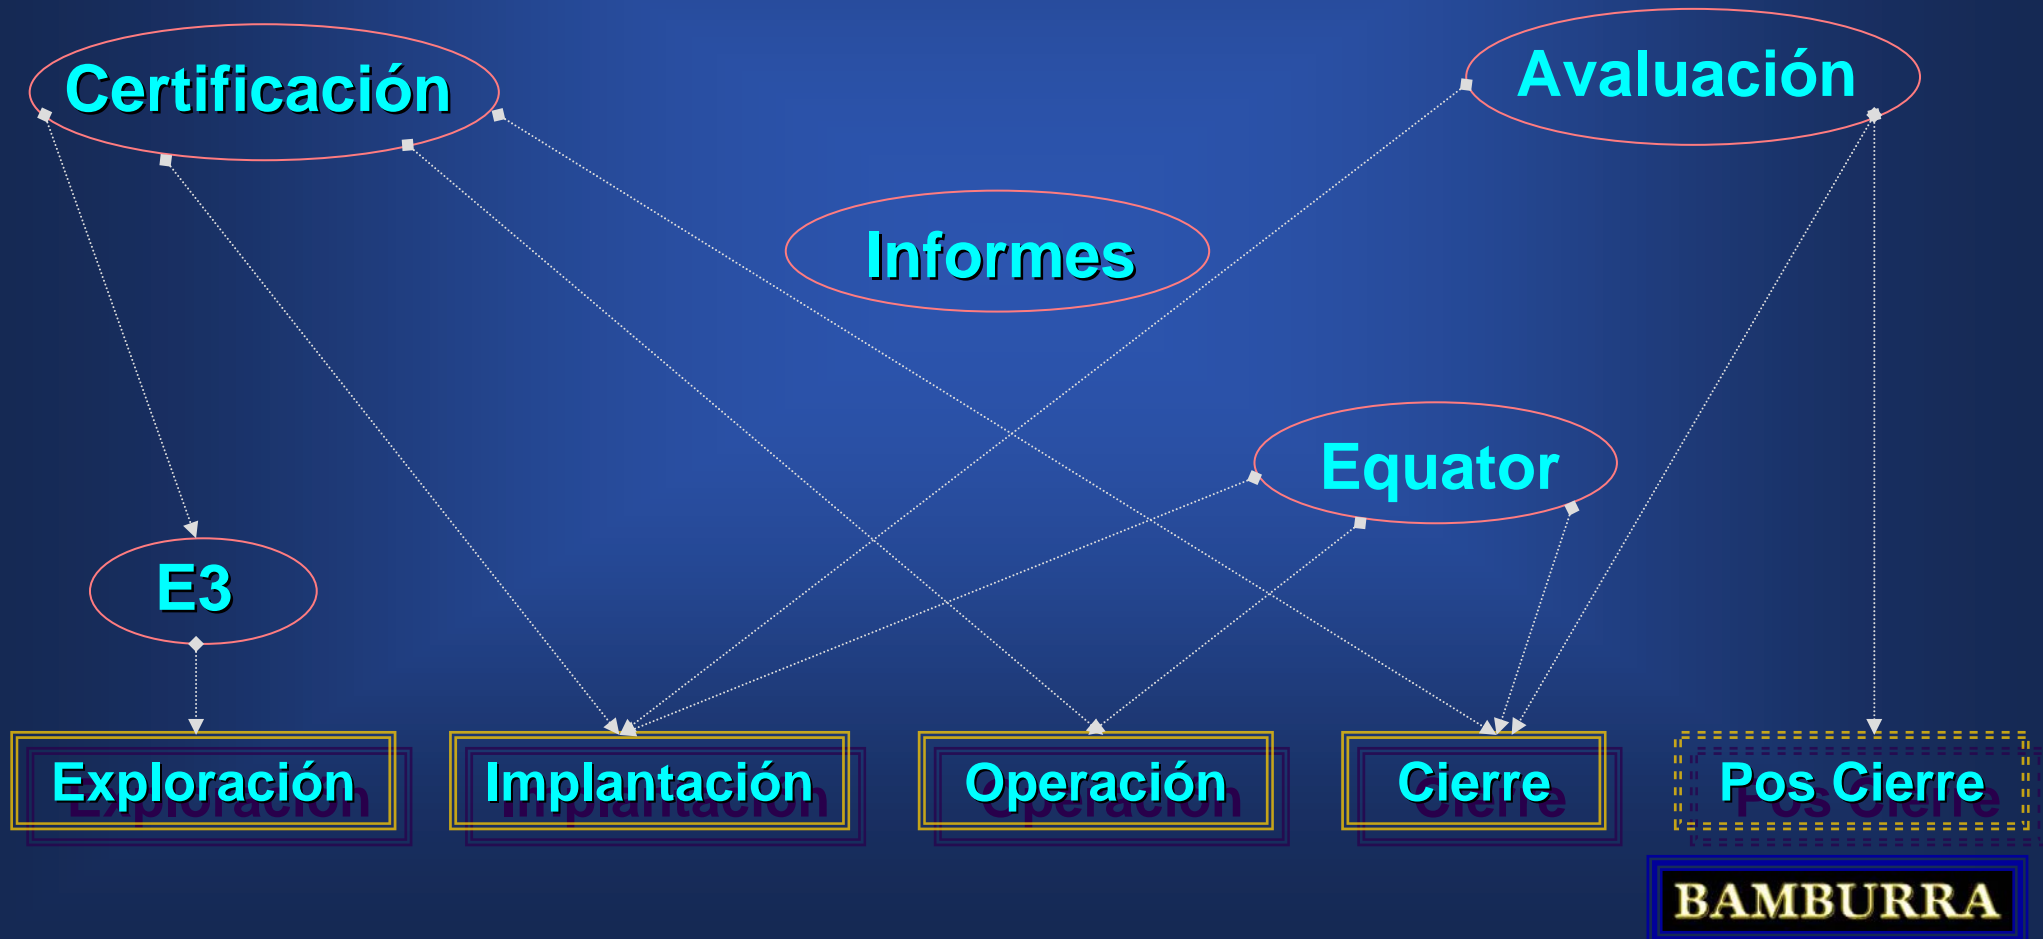 Certificación
Avaluación
Informes
Equator
E3
Exploración
Implantación
Operación
Cierre
Pos Cierre
BAMBURRA